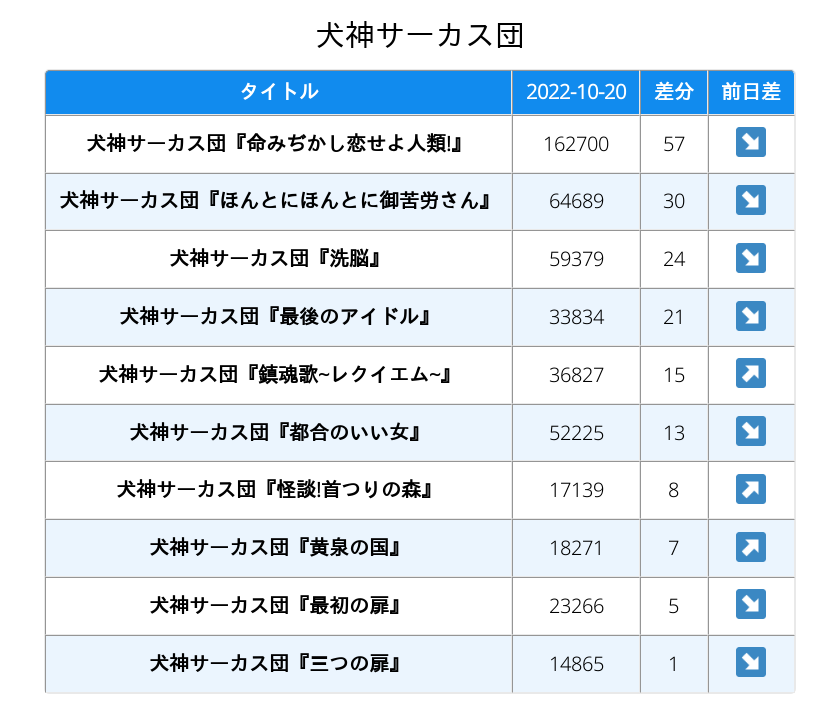 犬神サーカス団
タイトル 2022-10-20 差分 前日差
犬神サーカス団『命みぢかし恋せよ人類!』 162700 57 ↘
犬神サーカス団『ほんとにほんとに御苦労さん』 64689 30 ↘
犬神サーカス団『洗脳』 59379 24 ↘
犬神サーカス団『最後のアイドル』 33834 21 ↘
犬神サーカス団『鎮魂歌~レクイエム~』 36827 15 ↗
犬神サーカス団『都合のいい女』 52225 13 ↘
犬神サーカス団『怪談!首つりの森』 17139 8 ↗
犬神サーカス団『黄泉の国』 18271 7 ↗
犬神サーカス団『最初の扉』 23266 5 ↘
犬神サーカス団『三つの扉』 14865 1 ↘